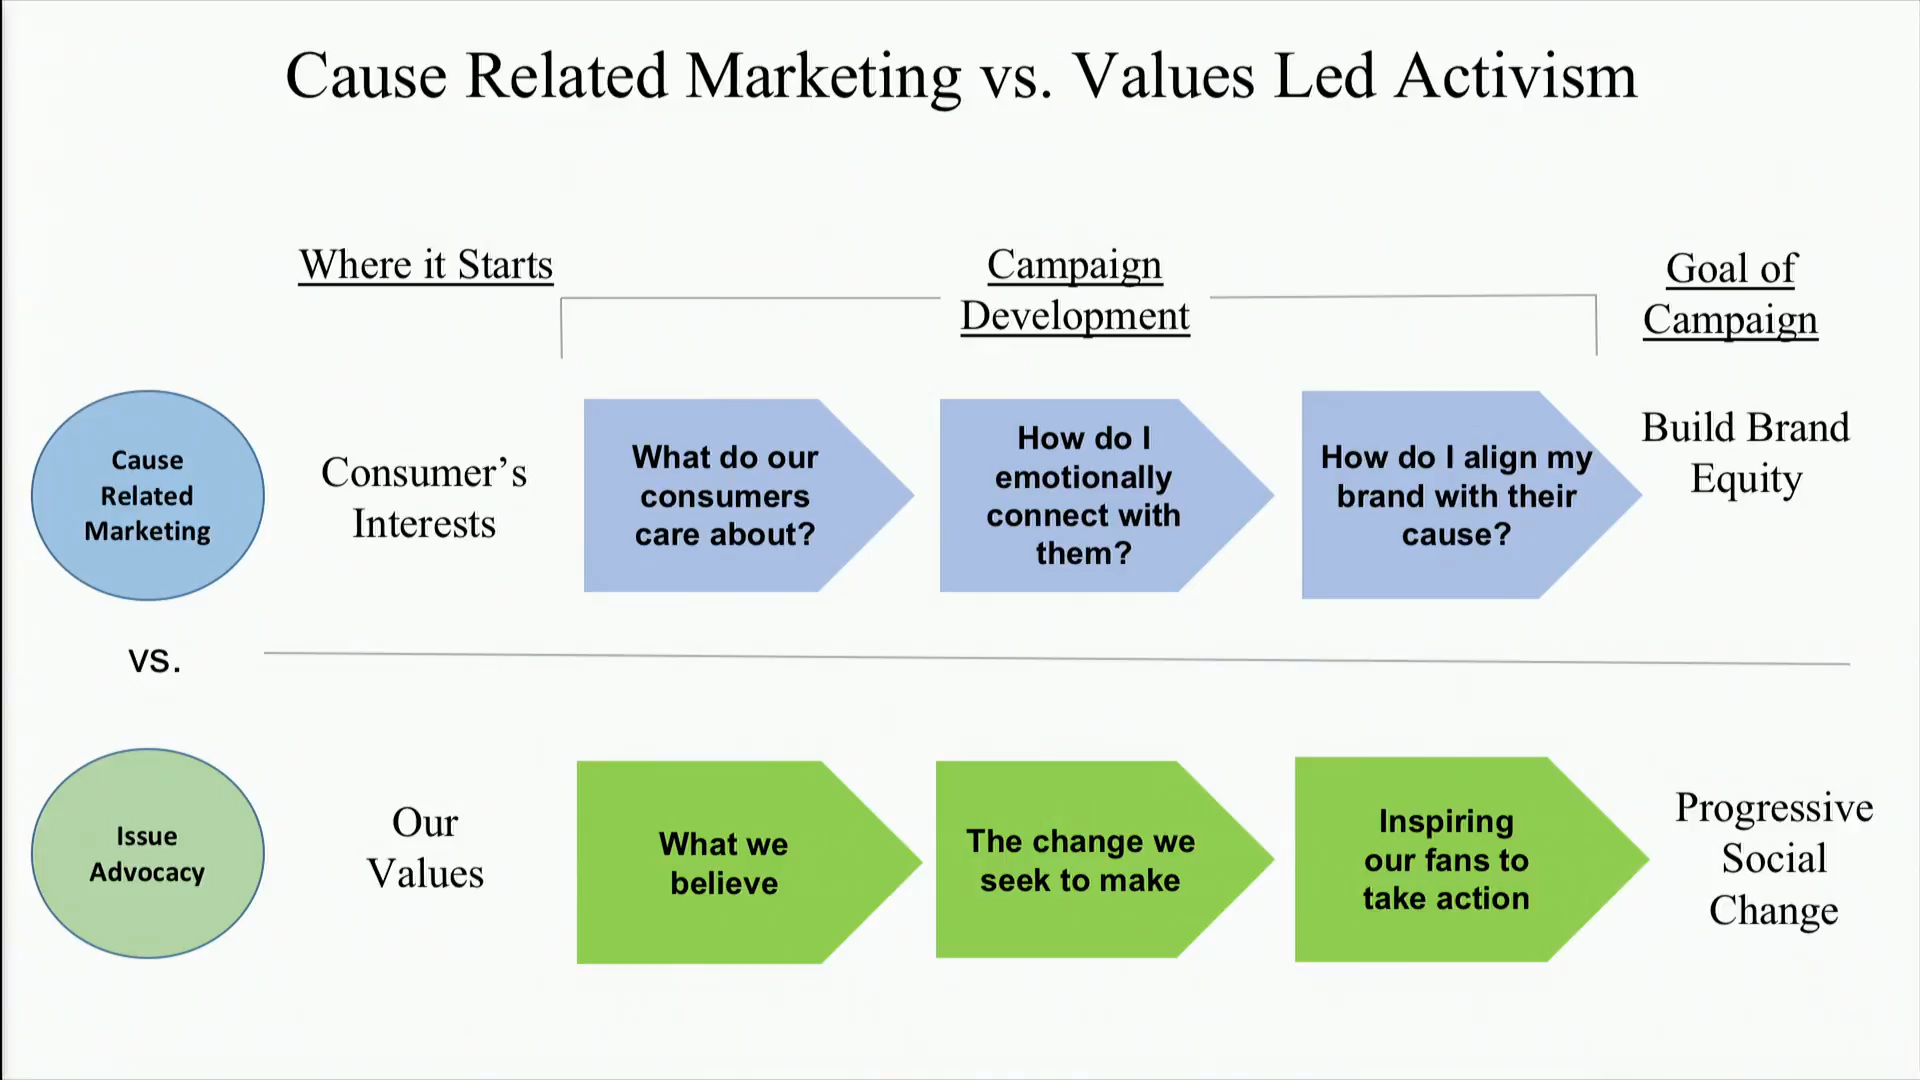 Cause Related Marketing vs. Values Led Activism
Where it Starts
Campaign
Development
Goal of
Campaign
Cause
Related
Marketing
Consumer’s
Interests
What do our
consumers
care about?
How do I
emotionally
connect with
them?
How do I align my
brand with their
cause?
Build Brand
Equity
vs.
Issue
Advocacy
Our
Values
What we
believe
The change we
seek to make
Inspiring
our fans to
take action
Progressive
Social
Change